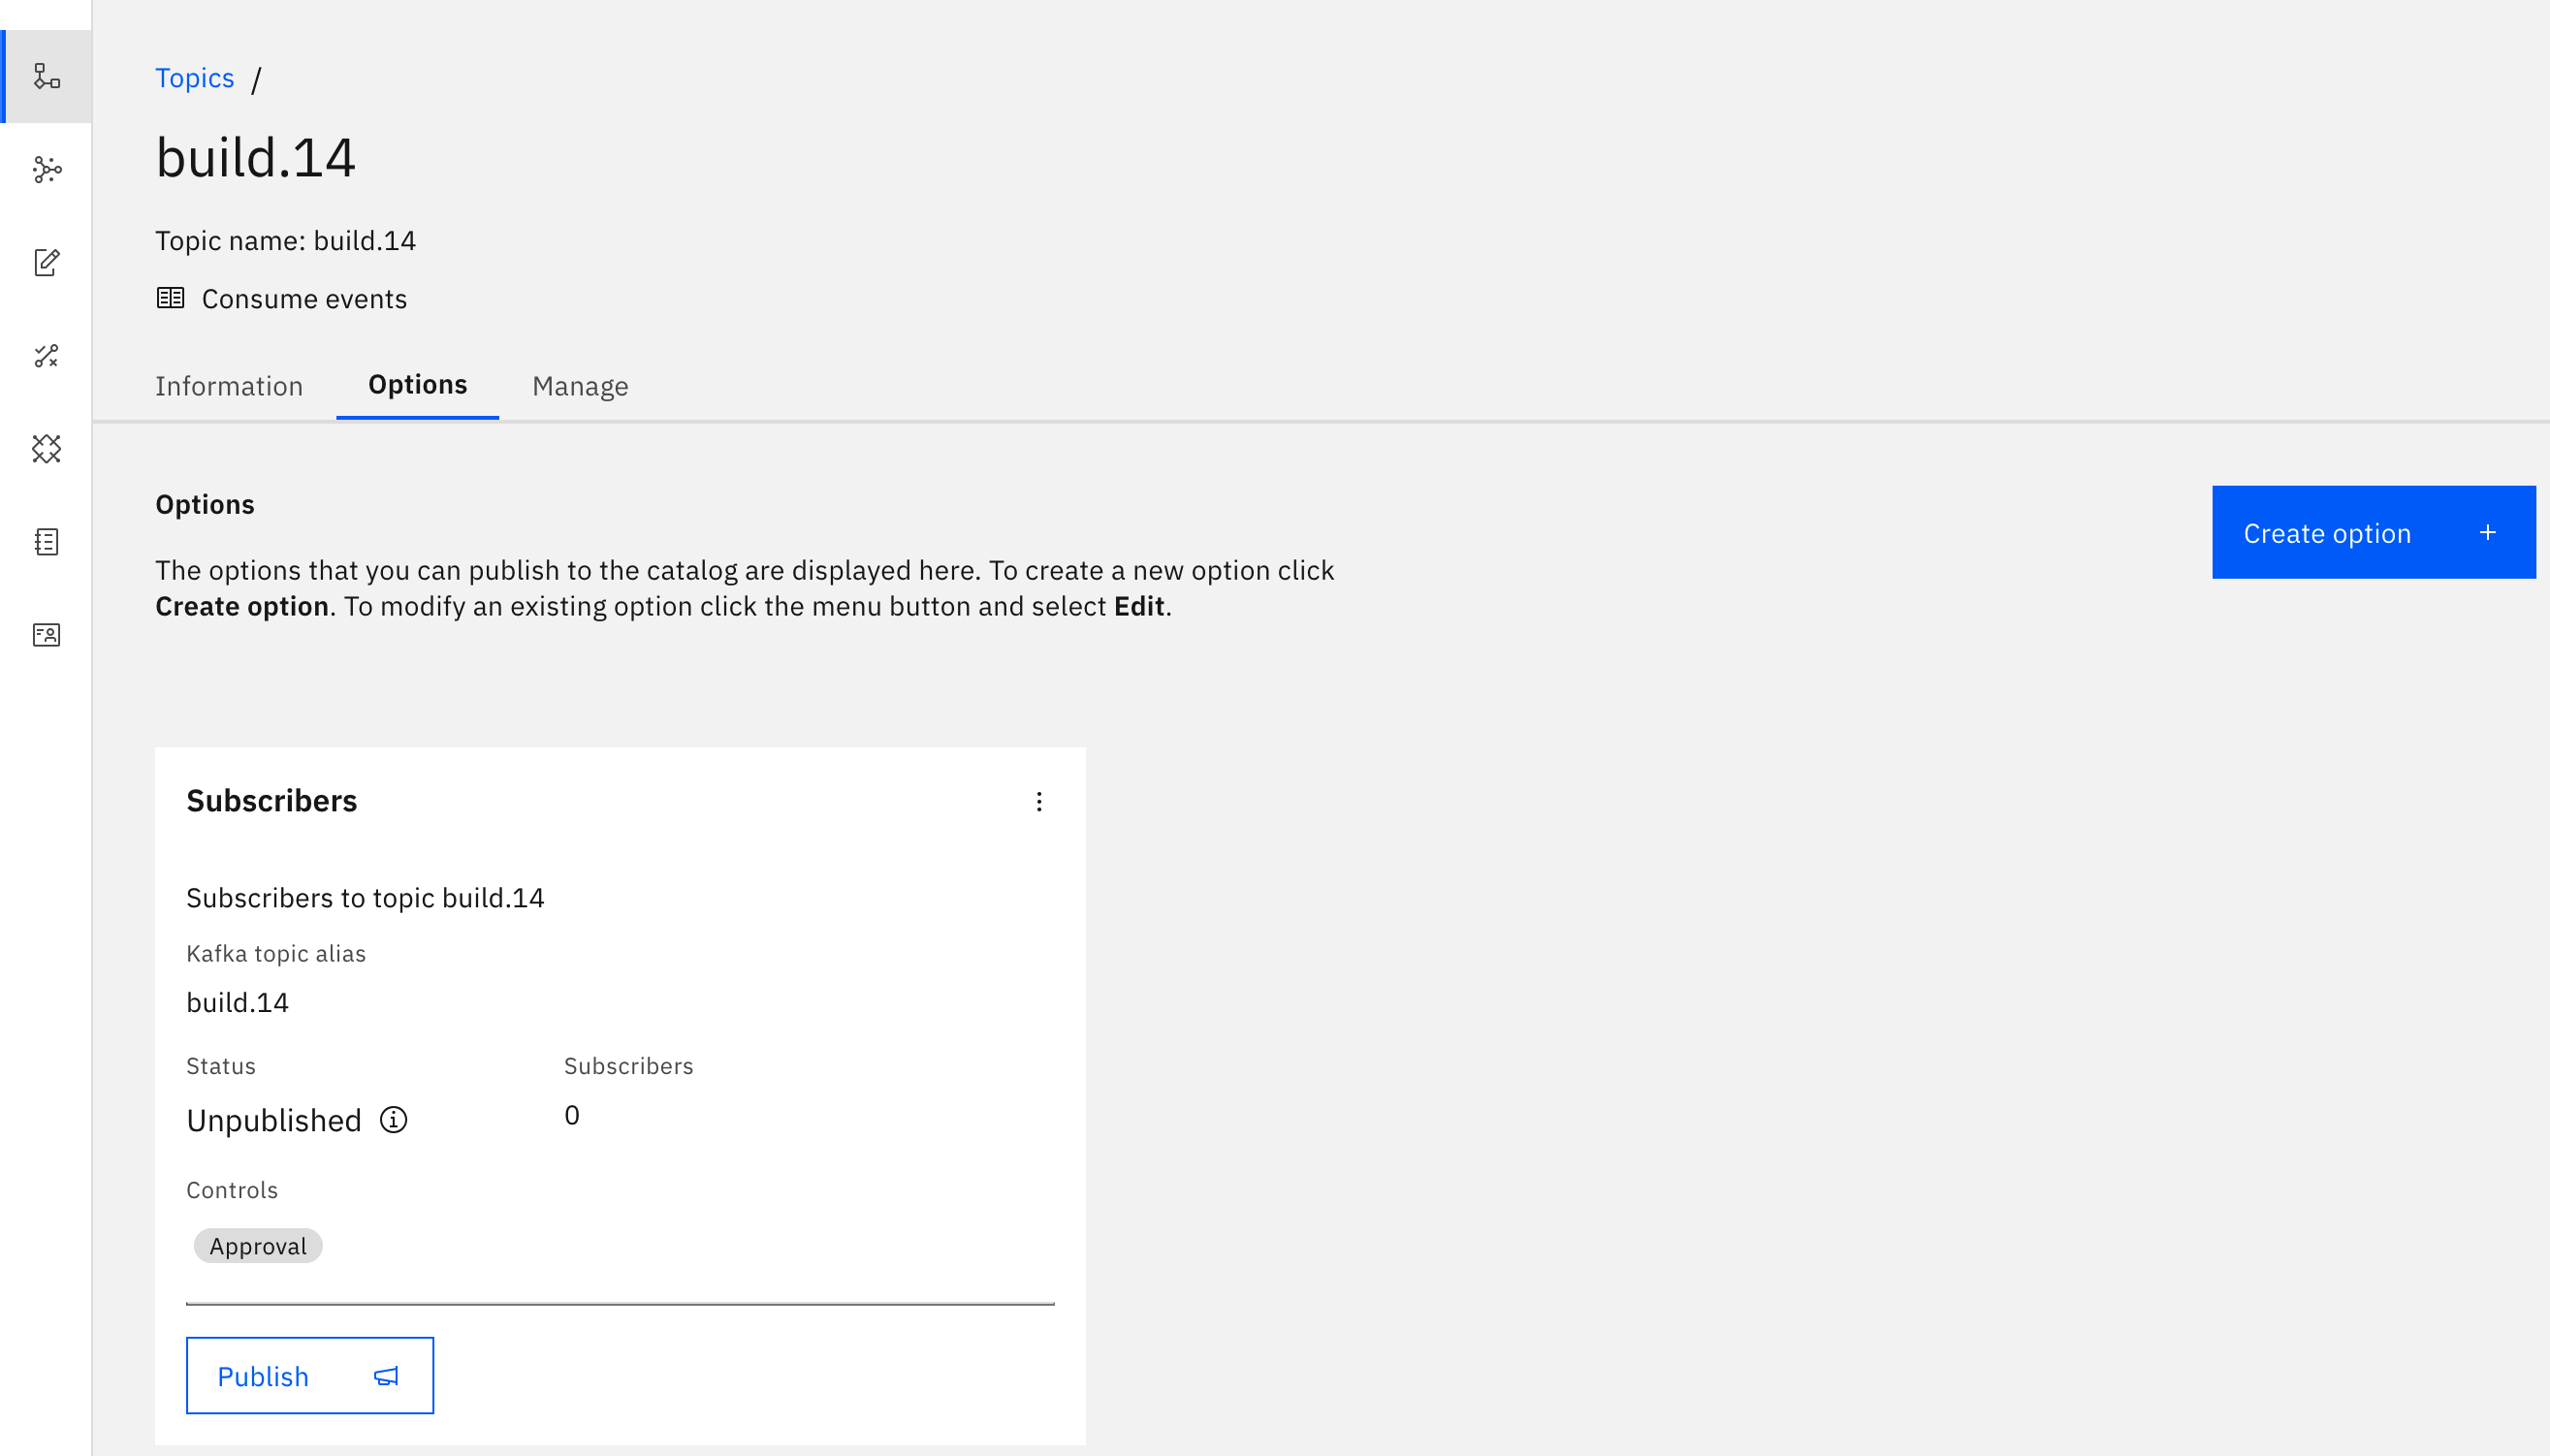 Topics /
build.14
Topic name: build.14
Consume events
Information Options Manage
Options
Create option +
The options that you can publish to the catalog are displayed here. To create a new option click
Create option. To modify an existing option click the menu button and select Edit.
Subscribers
Subscribers to topic build.14
Kafka topic alias
build.14
Status Subscribers
Unpublished 0
Controls
Approval
Publish